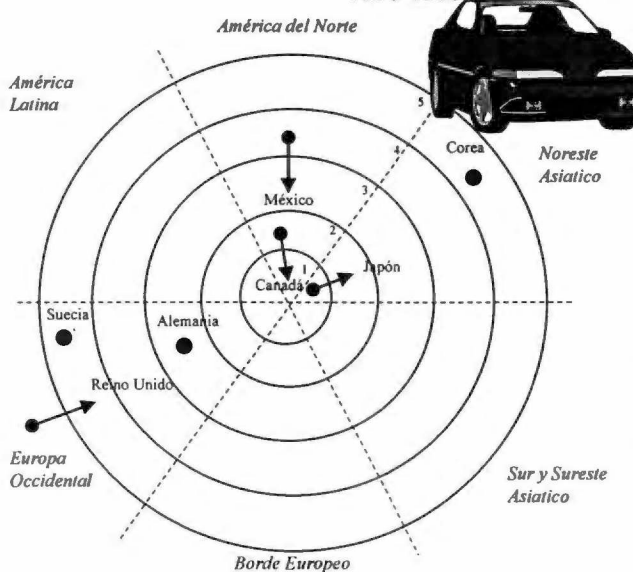 América del Norte
América
Latina
5
4
Corea
Noreste
Asiatico
3
México
2
1
Japón
Canadá
Suecia
Alemania
Reino Unido
Europa
Occidental
Sur y Sureste
Asiatico
Borde Europeo